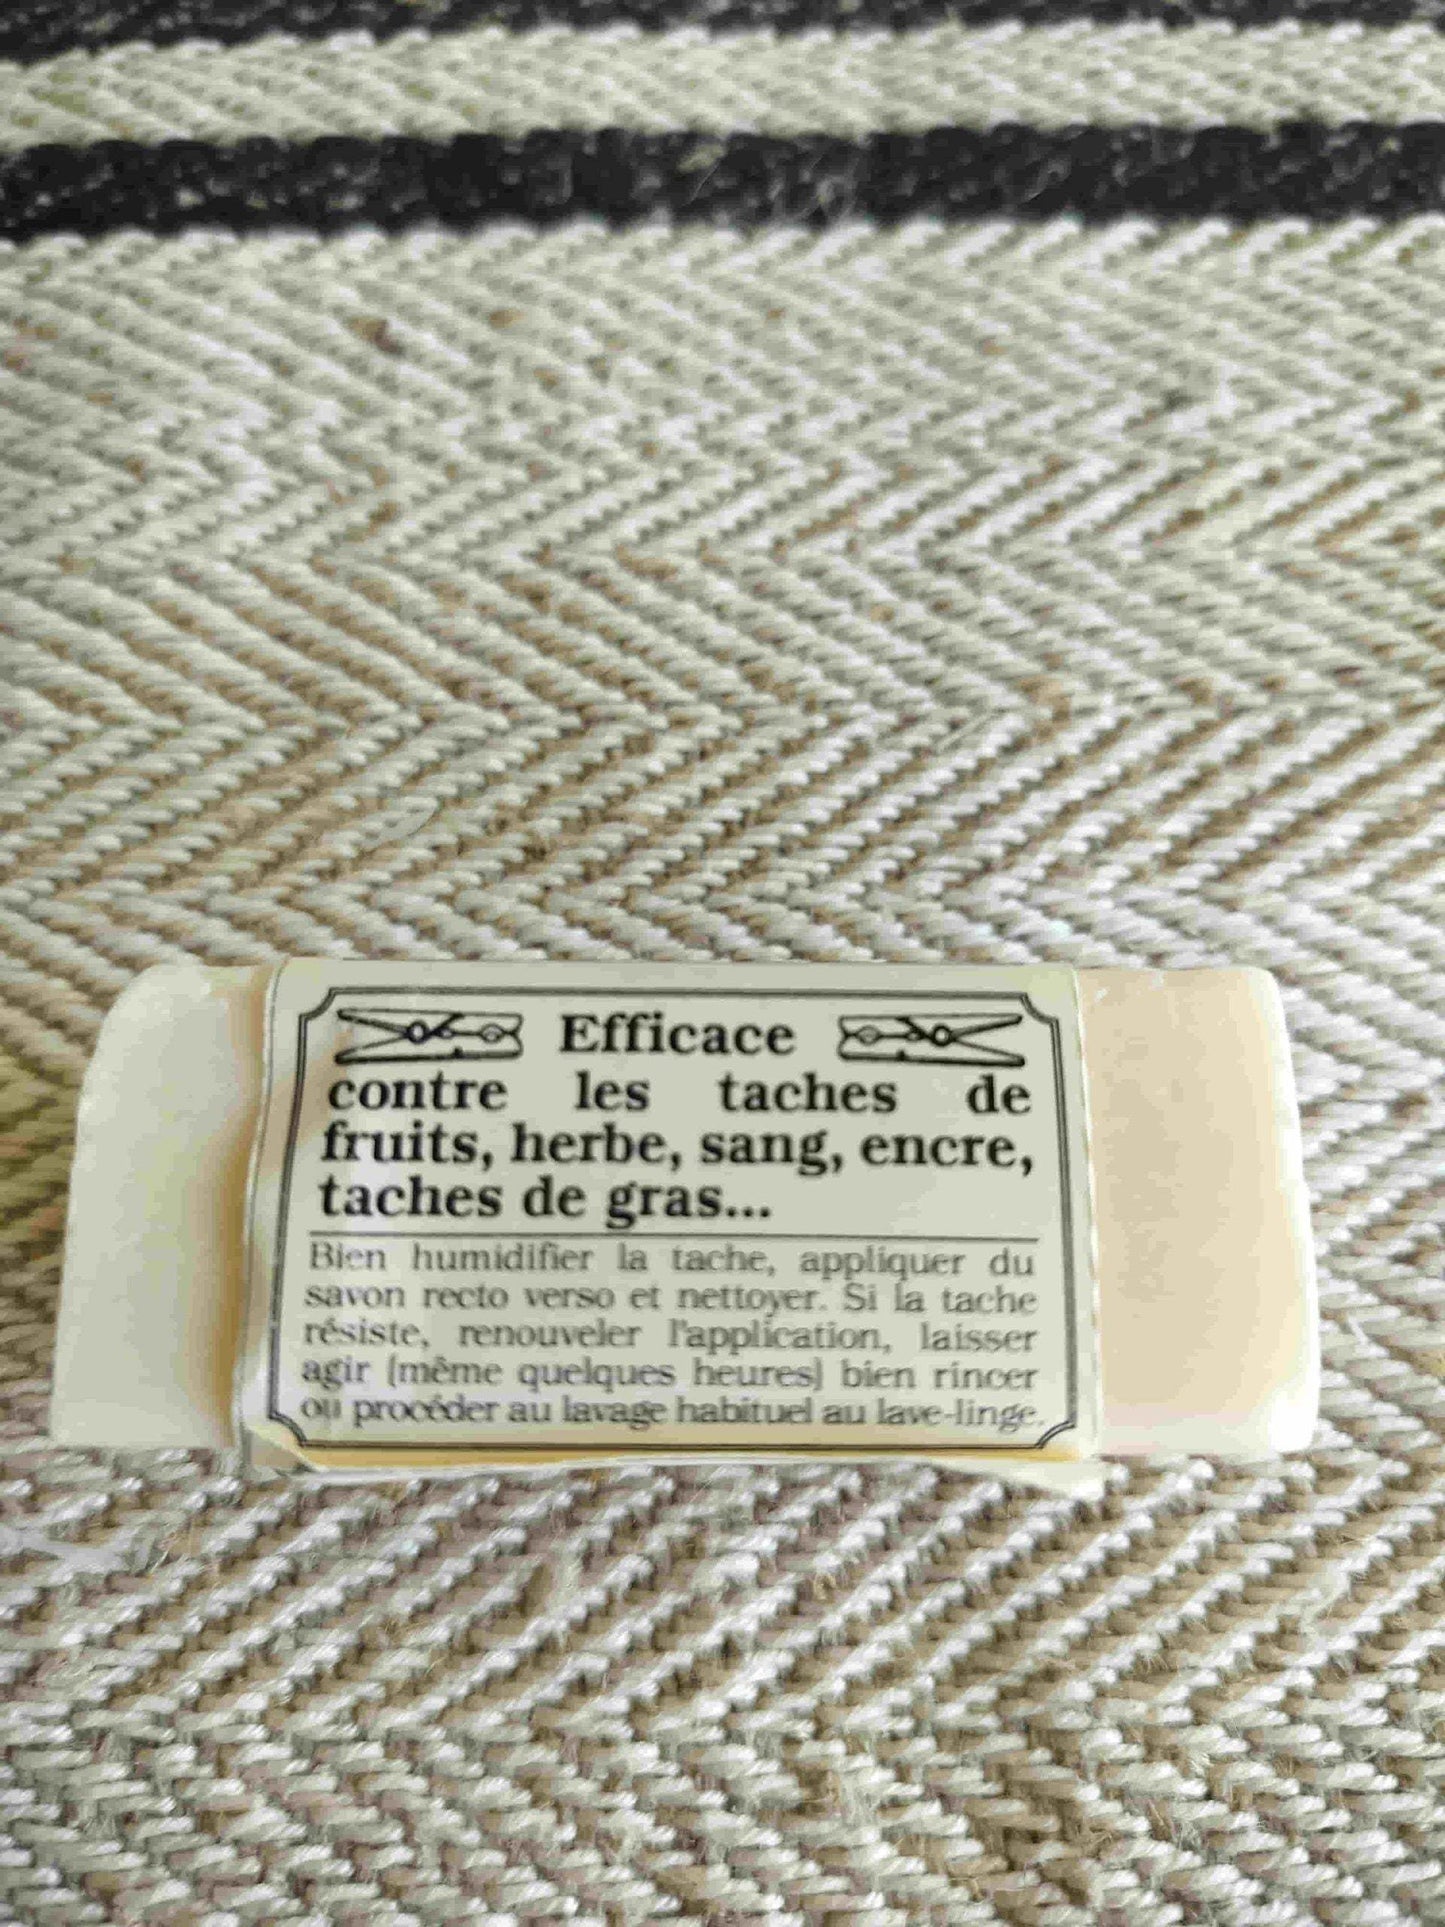 Efficace
contre les taches de
fruits, herbe, sang, encre,
taches de gras...
Bien humidifier la tache, appliquer du
savon recto verso et nettoyer. Si la tache
résiste, renouveler l'application, laisser
agir (même quelques heures) bien rincer
ou procéder au lavage habituel au lave-linge.